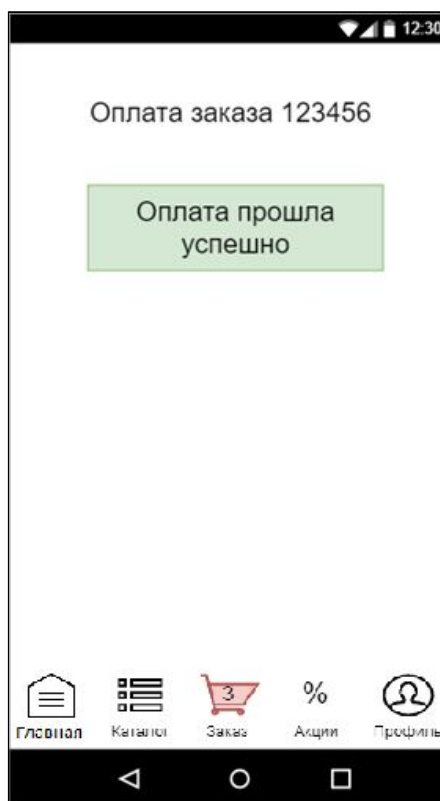 12:30
Оплата заказа 123456
Оплата прошла
успешно
3
%
Главная Каталог Заказ Акции Профиль